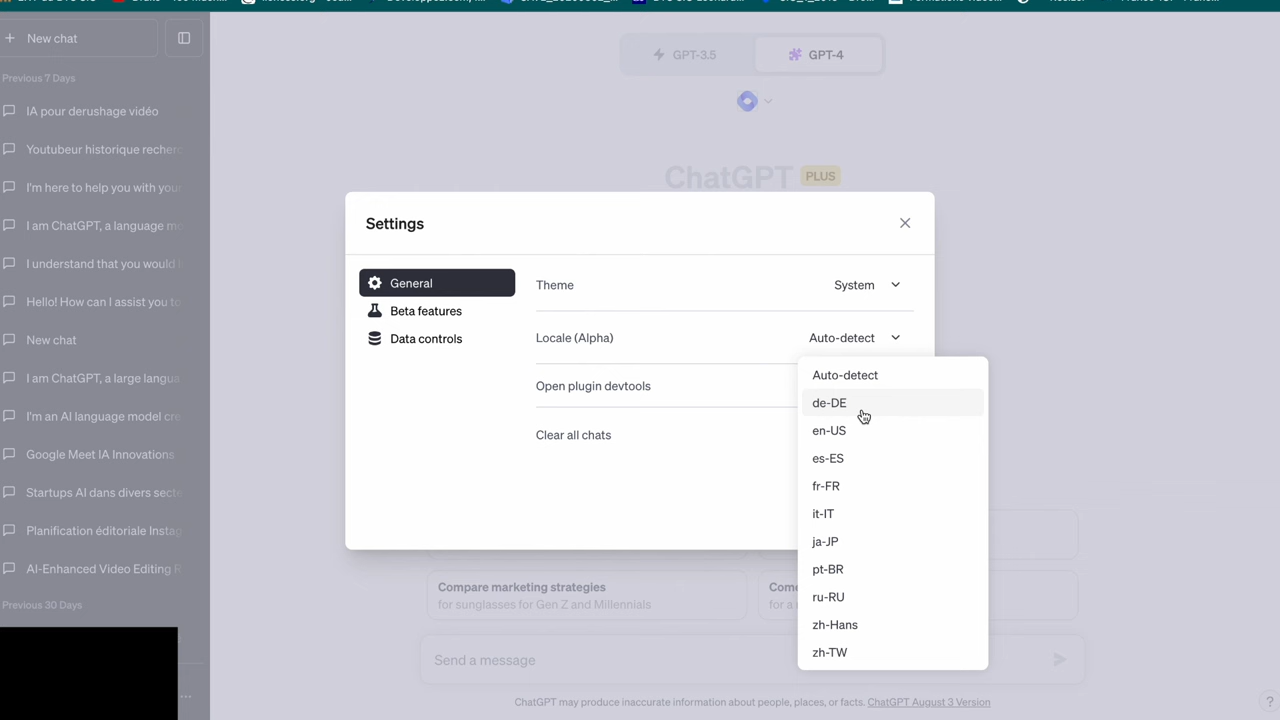 New chat
Previous 7 Days
IA pour derushage vidéo
Youtubeur historique recherc
I'm here to help you with your
I am ChatGPT, a language mo
I understand that you would l
Hello! How can I assist you to
New chat
I am ChatGPT, a large langua
I'm an AI language model cre
Google Meet IA Innovations
Startups AI dans divers secte
Planification éditoriale Instag
AI-Enhanced Video Editing R
Previous 30 Days
GPT-3.5
GPT-4
ChatGPT PLUS
Settings
General
Beta features
Data controls
Theme System
Locale (Alpha) Auto-detect
Open plugin devtools
Clear all chats
Auto-detect
de-DE
en-US
es-ES
fr-FR
it-IT
ja-JP
pt-BR
ru-RU
zh-Hans
zh-TW
Compare marketing strategies
for sunglasses for Gen Z and Millennials
Send a message
ChatGPT may produce inaccurate information about people, places, or facts. ChatGPT August 3 Version
?